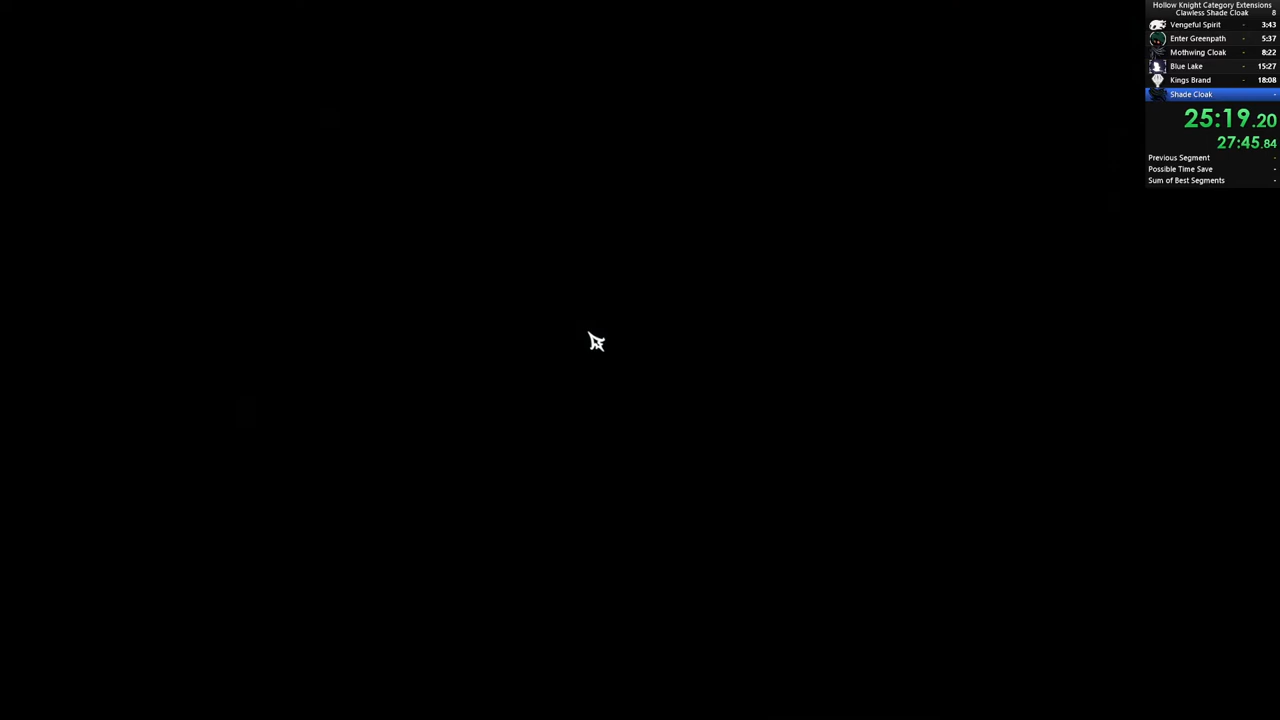 Hollow Knight Category Extensions
Clawless Shade Cloak 8
Vengeful Spirit - 3:43
Enter Greenpath - 5:37
Mothwing Cloak - 8:22
Blue Lake - 15:27
Kings Brand - 18:08
Shade Cloak -
25:19.20
27:45.84
Previous Segment -
Possible Time Save -
Sum of Best Segments -